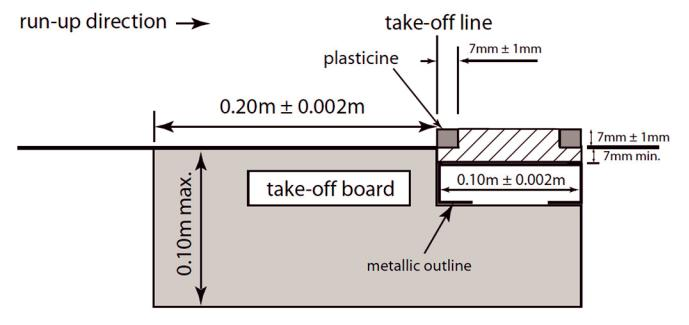 run-up direction
take-off line
7mm ± 1mm
plasticine
0.20m ± 0.002m
7mm ± 1mm
7mm min.
0.10m ± 0.002m
take-off board
0.10m max.
metallic outline